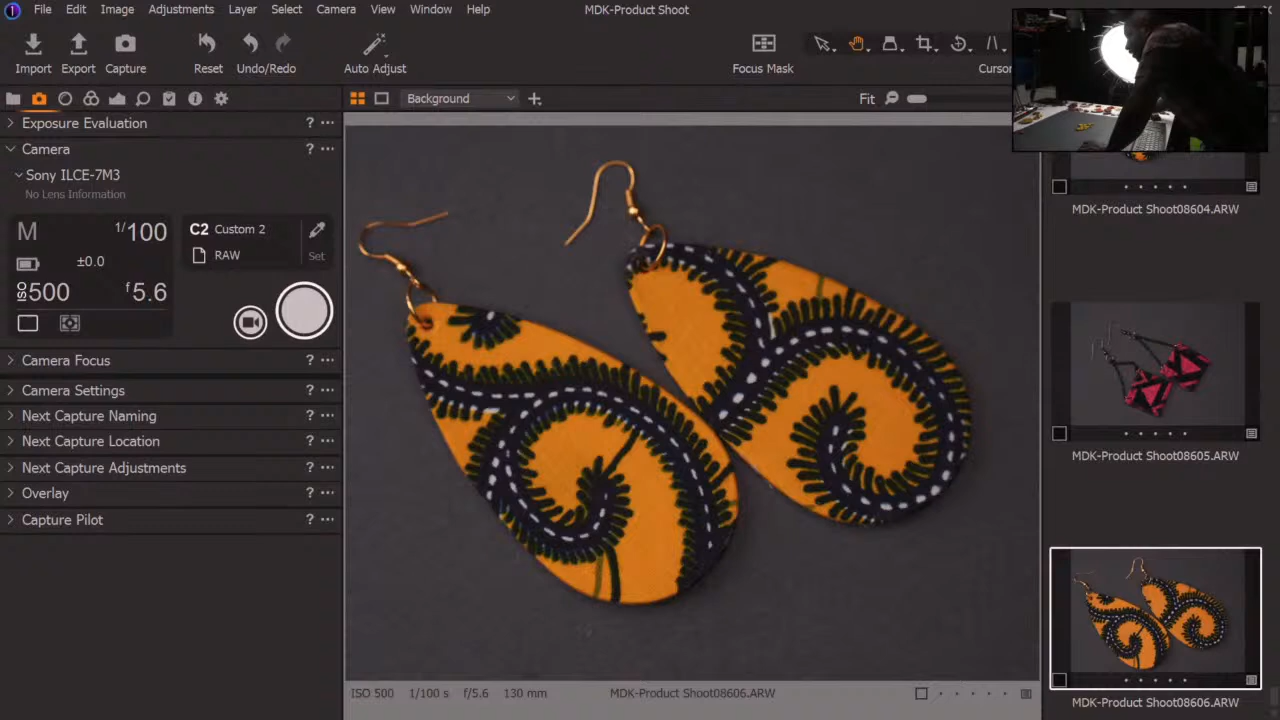 File Edit Image Adjustments Layer Select Camera View Window Help MDK-Product Shoot
Import Export Capture Reset Undo/Redo Auto Adjust Focus Mask Cursor
Background Fit
Exposure Evaluation ? ...
Camera ? ...
Sony ILCE-7M3
No Lens Information
M 1/100 C2 Custom 2
±0.0 RAW Set
ISO 500 f 5.6
Camera Focus ? ...
Camera Settings ? ...
Next Capture Naming ? ...
Next Capture Location ? ...
Next Capture Adjustments ? ...
Overlay ? ...
Capture Pilot ? ...
ISO 500 1/100 s f/5.6 130 mm MDK-Product Shoot08606.ARW
MDK-Product Shoot08604.ARW
MDK-Product Shoot08605.ARW
MDK-Product Shoot08606.ARW